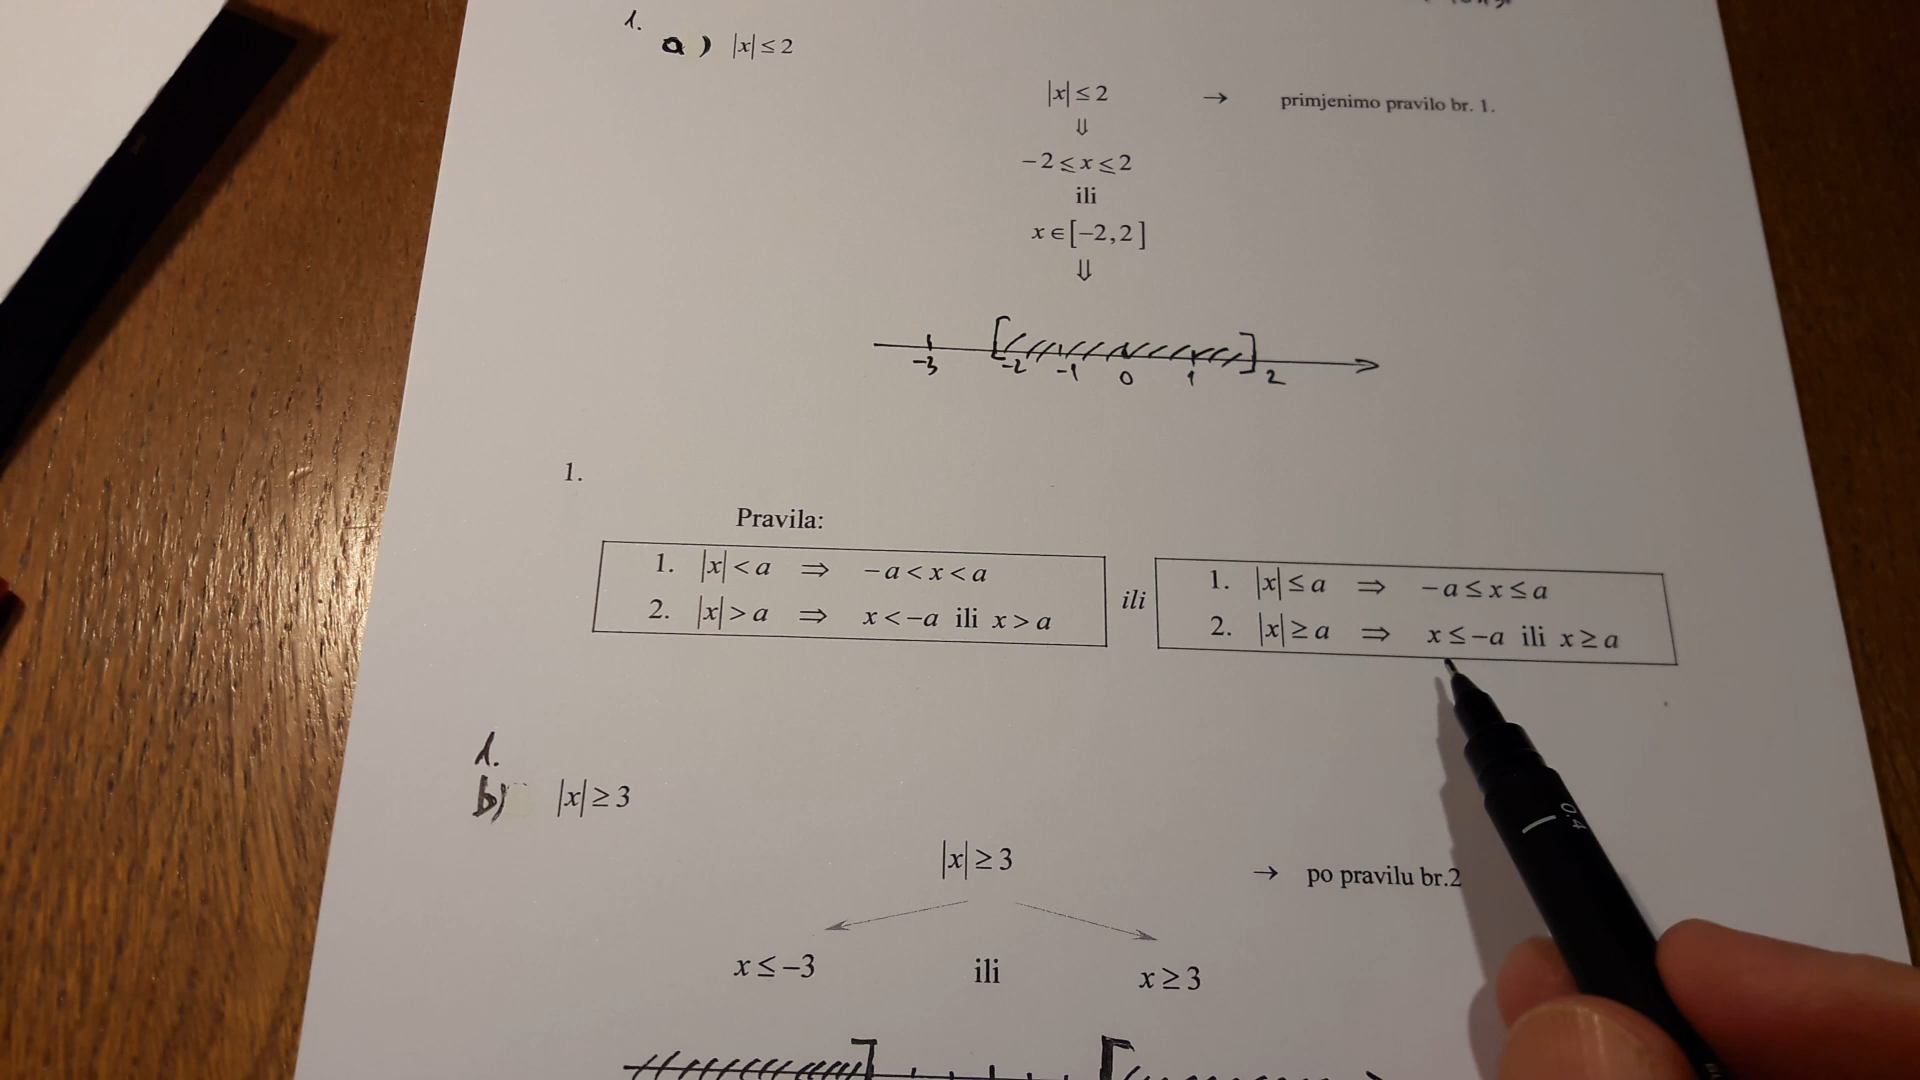 1.
a) |x| ≤ 2
|x| ≤ 2 → primjenimo pravilo br. 1.
⇓
−2 ≤ x ≤ 2
ili
x ∈ [−2, 2]
⇓
[ ]
−3 −2 −1 0 1 2
1.
Pravila:
1. |x| < a ⇒ −a < x < a
2. |x| > a ⇒ x < −a ili x > a
ili
1. |x| ≤ a ⇒ −a ≤ x ≤ a
2. |x| ≥ a ⇒ x ≤ −a ili x ≥ a
1.
b) |x| ≥ 3
|x| ≥ 3 → po pravilu br.2
x ≤ −3 ili x ≥ 3
] [
0.4